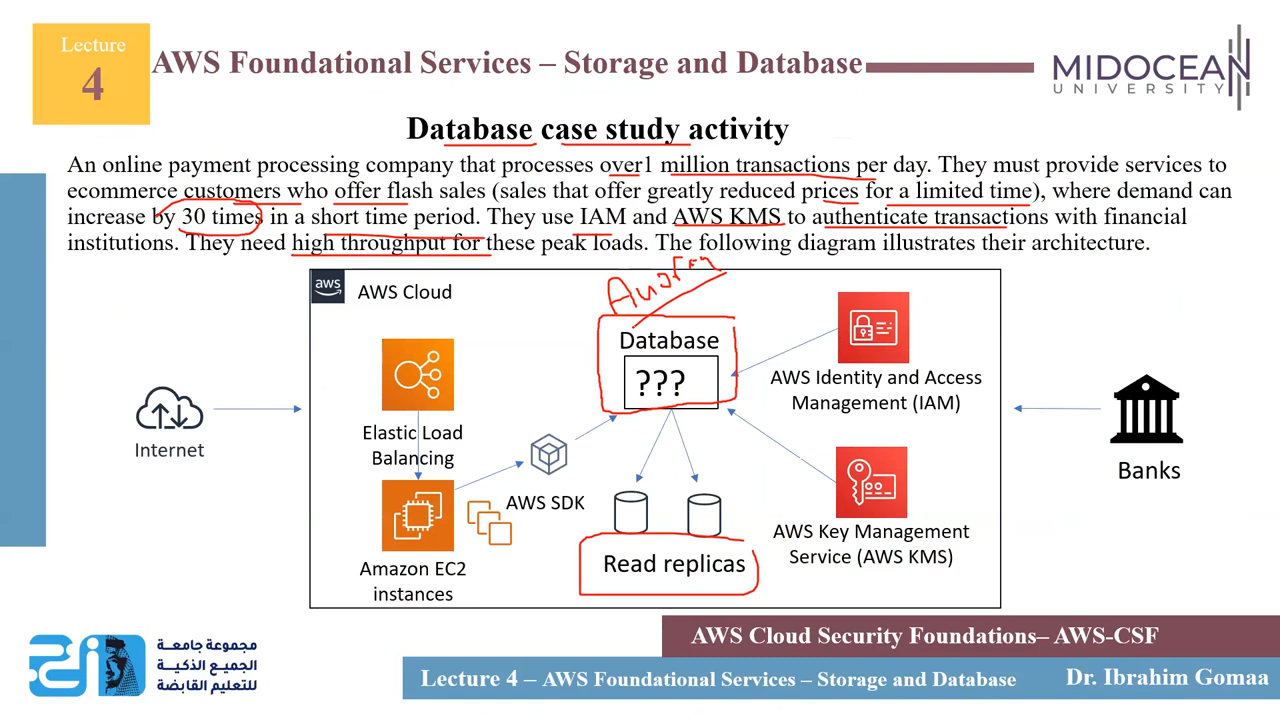 Lecture
4
AWS Foundational Services – Storage and Database
MIDOCEAN
UNIVERSITY
Database case study activity
An online payment processing company that processes over1 million transactions per day. They must provide services to
ecommerce customers who offer flash sales (sales that offer greatly reduced prices for a limited time), where demand can
increase by 30 times in a short time period. They use IAM and AWS KMS to authenticate transactions with financial
institutions. They need high throughput for these peak loads. The following diagram illustrates their architecture.
aws
AWS Cloud
Database
???
AWS Identity and Access
Management (IAM)
Internet
Elastic Load
Balancing
AWS SDK
Banks
AWS Key Management
Service (AWS KMS)
Read replicas
Amazon EC2
instances
مجموعة جامعة
الجميع الذكية
للتعليم القابضة
AWS Cloud Security Foundations– AWS-CSF
Lecture 4 – AWS Foundational Services – Storage and Database
Dr. Ibrahim Gomaa